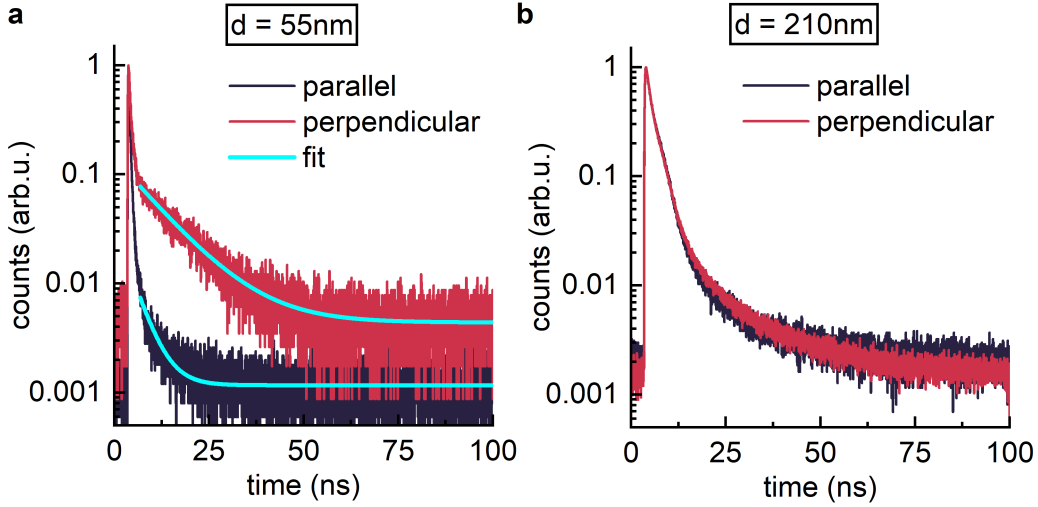 a
d = 55nm
parallel
perpendicular
fit
counts (arb.u.)
1
0.1
0.01
0.001
0
25
50
75
100
time (ns)
b
d = 210nm
parallel
perpendicular
counts (arb.u.)
1
0.1
0.01
0.001
0
25
50
75
100
time (ns)